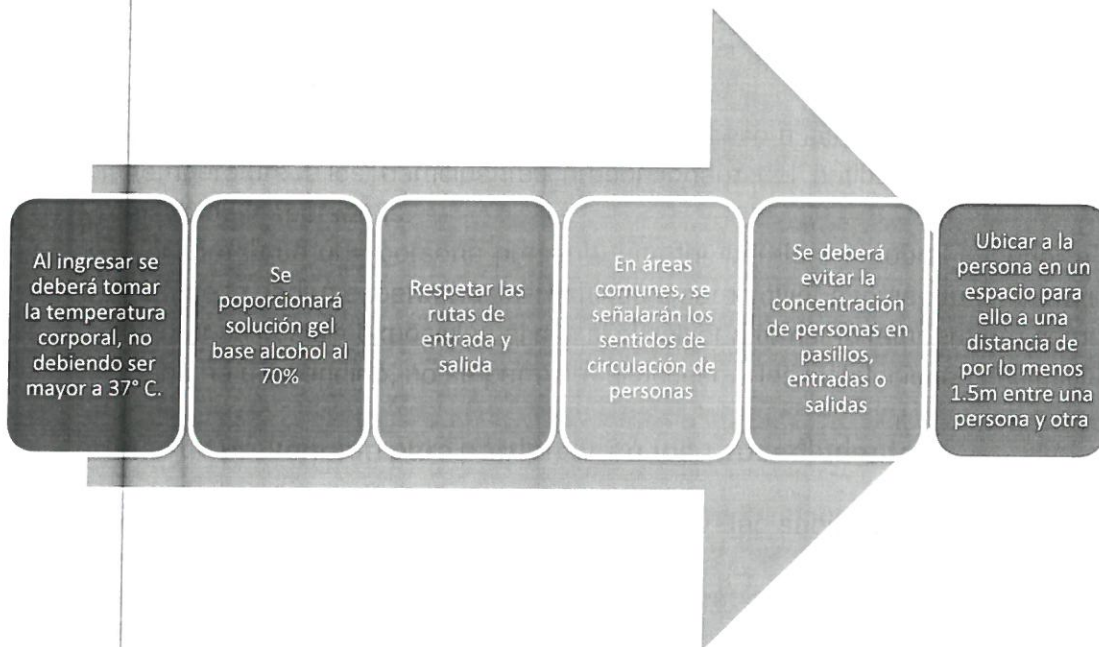 Al ingresar se
deberá tomar
la temperatura
corporal, no
debiendo ser
mayor a 37° C.
Se
poporcionará
solución gel
base alcohol al
70%
Respetar las
rutas de
entrada y
salida
En áreas
comunes, se
señalarán los
sentidos de
circulación de
personas
Se deberá
evitar la
concentración
de personas en
pasillos,
entradas o
salidas
Ubicar a la
persona en un
espacio para
ello a una
distancia de
por lo menos
1.5m entre una
persona y otra